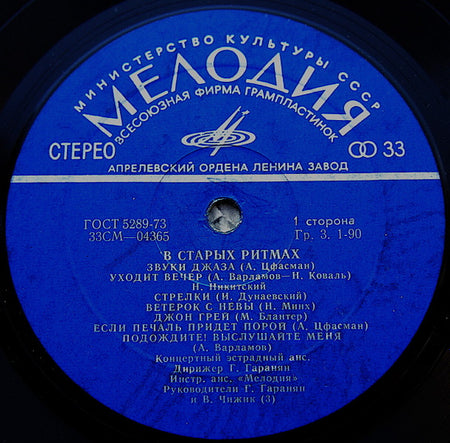 МИНИСТЕРСТВО КУЛЬТУРЫ СССР
МЕЛОДИЯ
ВСЕСОЮЗНАЯ ФИРМА ГРАМПЛАСТИНОК
СТЕРЕО
33
АПРЕЛЕВСКИЙ ОРДЕНА ЛЕНИНА ЗАВОД
ГОСТ 5289-73
33СМ—04365
1 сторона
Гр. 3. 1-90
В СТАРЫХ РИТМАХ
ЗВУКИ ДЖАЗА (А. Цфасман)
УХОДИТ ВЕЧЕР (А. Варламов—Н. Коваль)
Н. Никитский
СТРЕЛКИ (И. Дунаевский)
ВЕТЕРОК С НЕВЫ (Н. Минх)
ДЖОН ГРЕЙ (М. Блантер)
ЕСЛИ ПЕЧАЛЬ ПРИДЕТ ПОРОЙ (А. Цфасман)
ПОДОЖДИТЕ! ВЫСЛУШАЙТЕ МЕНЯ
(А. Варламов)
Концертный эстрадный анс.
Дирижер Г. Гаранян
Инстр. анс. «Мелодия»
Руководители Г. Гаранян
и В. Чижик (3)